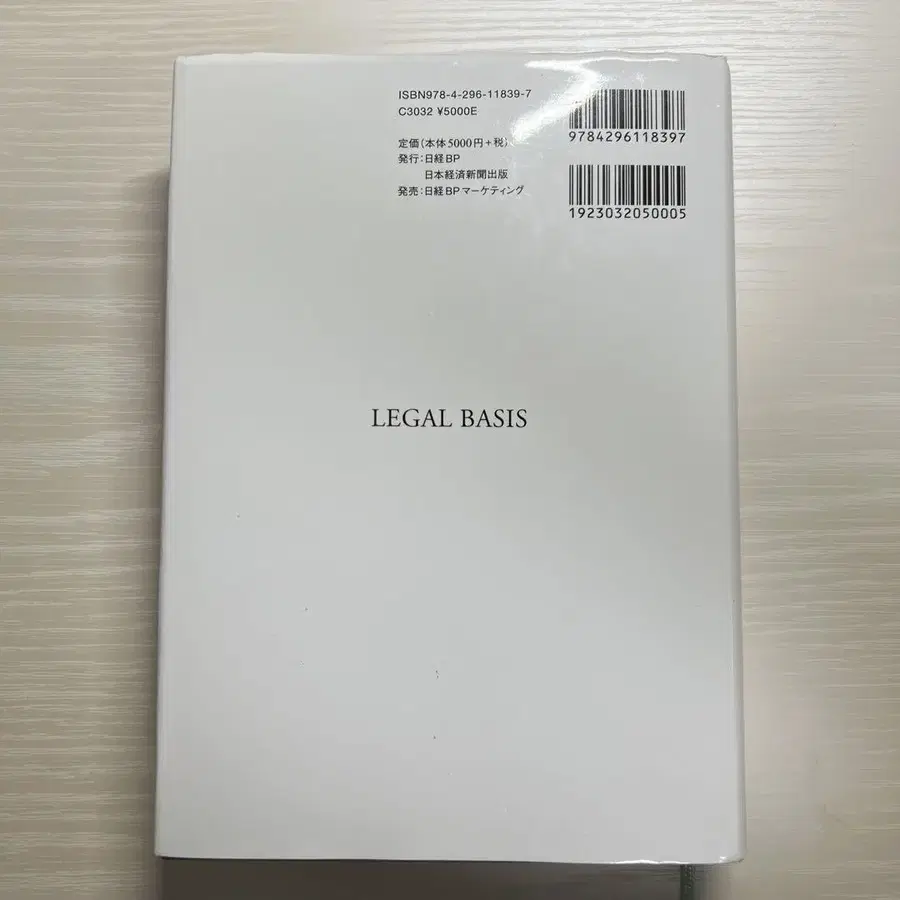 ISBN978-4-296-11839-7
C3032 ¥5000E
9784296118397
定価(本体5000円+税)
発行:日経BP
日本経済新聞出版
発売:日経BPマーケティング
1923032050005
LEGAL BASIS